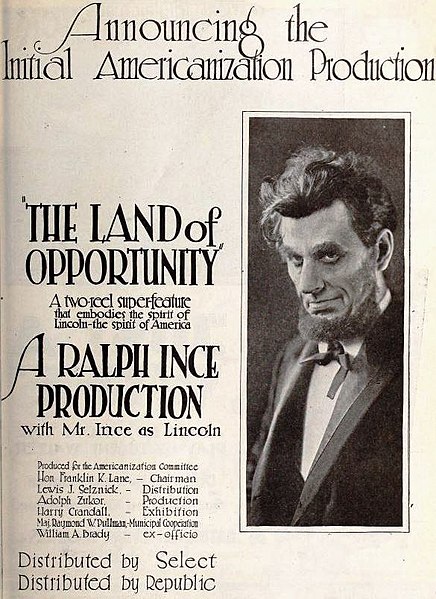 Announcing the
Initial Americanization Production
"THE LAND of
OPPORTUNITY"
A two-reel superfeature
that embodies the spirit of
Lincoln-the spirit of America
A RALPH INCE
PRODUCTION
with Mr. Ince as Lincoln
Produced for the Americanization Committee
Hon Franklin K. Lane, - Chairman
Lewis J. Selznick, - Distribution
Adolph Zukor, - Production
Harry Crandall, - Exhibition
Maj. Raymond W. Pullman, - Municipal Cooperation
William A. Brady - ex-officio
Distributed by Select
Distributed by Republic